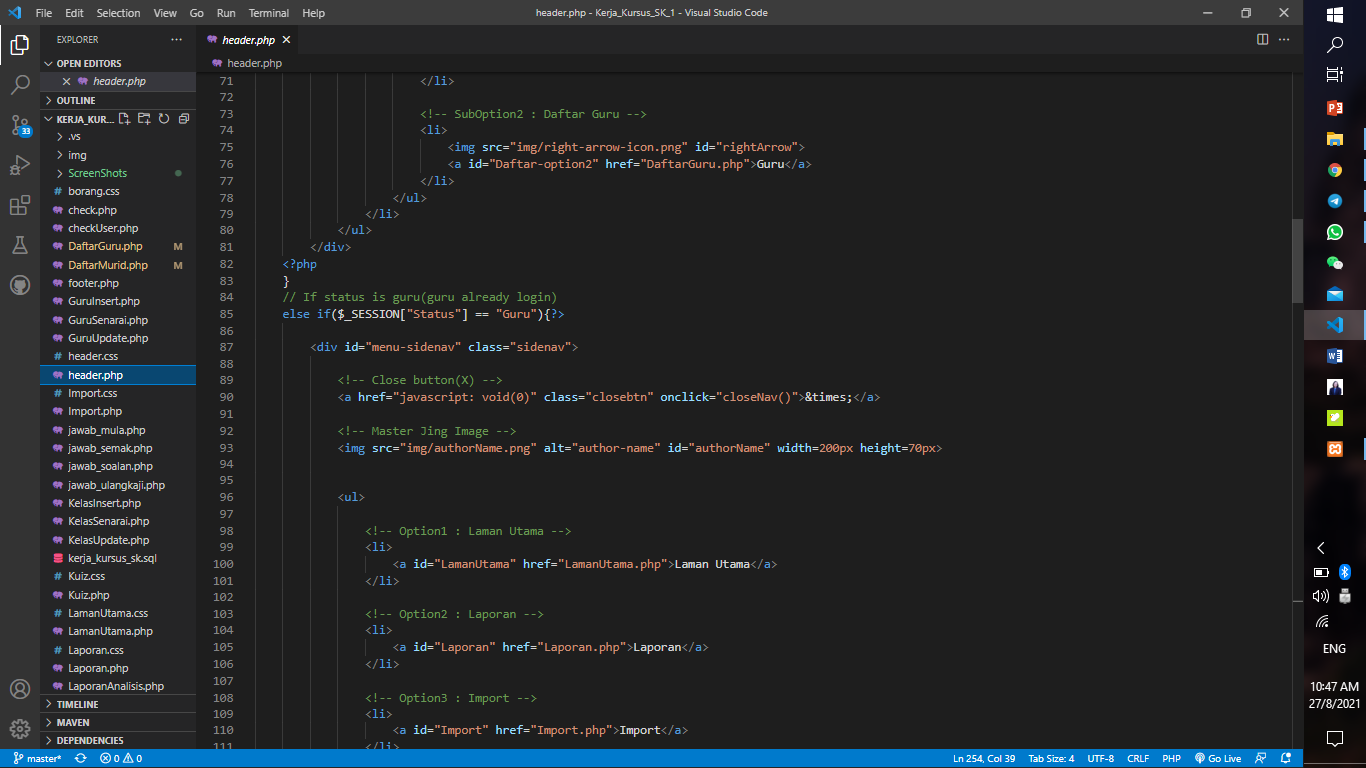 File Edit Selection View Go Run Terminal Help
header.php - Kerja_Kursus_SK_1 - Visual Studio Code
EXPLORER
OPEN EDITORS
header.php
OUTLINE
KERJA_KUR...
.vs
img
ScreenShots
borang.css
check.php
checkUser.php
DaftarGuru.php M
DaftarMurid.php M
footer.php
GuruInsert.php
GuruSenarai.php
GuruUpdate.php
header.css
header.php
Import.css
Import.php
jawab_mula.php
jawab_semak.php
jawab_soalan.php
jawab_ulangkaji.php
KelasInsert.php
KelasSenarai.php
KelasUpdate.php
kerja_kursus_sk.sql
Kuiz.css
Kuiz.php
LamanUtama.css
LamanUtama.php
Laporan.css
Laporan.php
LaporanAnalisis.php
TIMELINE
MAVEN
DEPENDENCIES
33
header.php
header.php
71 </li>
72
73 <!-- SubOption2 : Daftar Guru -->
74 <li>
75 <img src="img/right-arrow-icon.png" id="rightArrow">
76 <a id="Daftar-option2" href="DaftarGuru.php">Guru</a>
77 </li>
78 </ul>
79 </li>
80 </ul>
81 </div>
82 <?php
83 }
84 // If status is guru(guru already login)
85 else if($_SESSION["Status"] == "Guru"){?>
86
87 <div id="menu-sidenav" class="sidenav">
88
89 <!-- Close button(X) -->
90 <a href="javascript: void(0)" class="closebtn" onclick="closeNav()">&times;</a>
91
92 <!-- Master Jing Image -->
93 <img src="img/authorName.png" alt="author-name" id="authorName" width=200px height=70px>
94
95
96 <ul>
97
98 <!-- Option1 : Laman Utama -->
99 <li>
100 <a id="LamanUtama" href="LamanUtama.php">Laman Utama</a>
101 </li>
102
103 <!-- Option2 : Laporan -->
104 <li>
105 <a id="Laporan" href="Laporan.php">Laporan</a>
106 </li>
107
108 <!-- Option3 : Import -->
109 <li>
110 <a id="Import" href="Import.php">Import</a>
111 </li>
master* 0 0
Ln 254, Col 39 Tab Size: 4 UTF-8 CRLF PHP Go Live
ENG
10:47 AM
27/8/2021